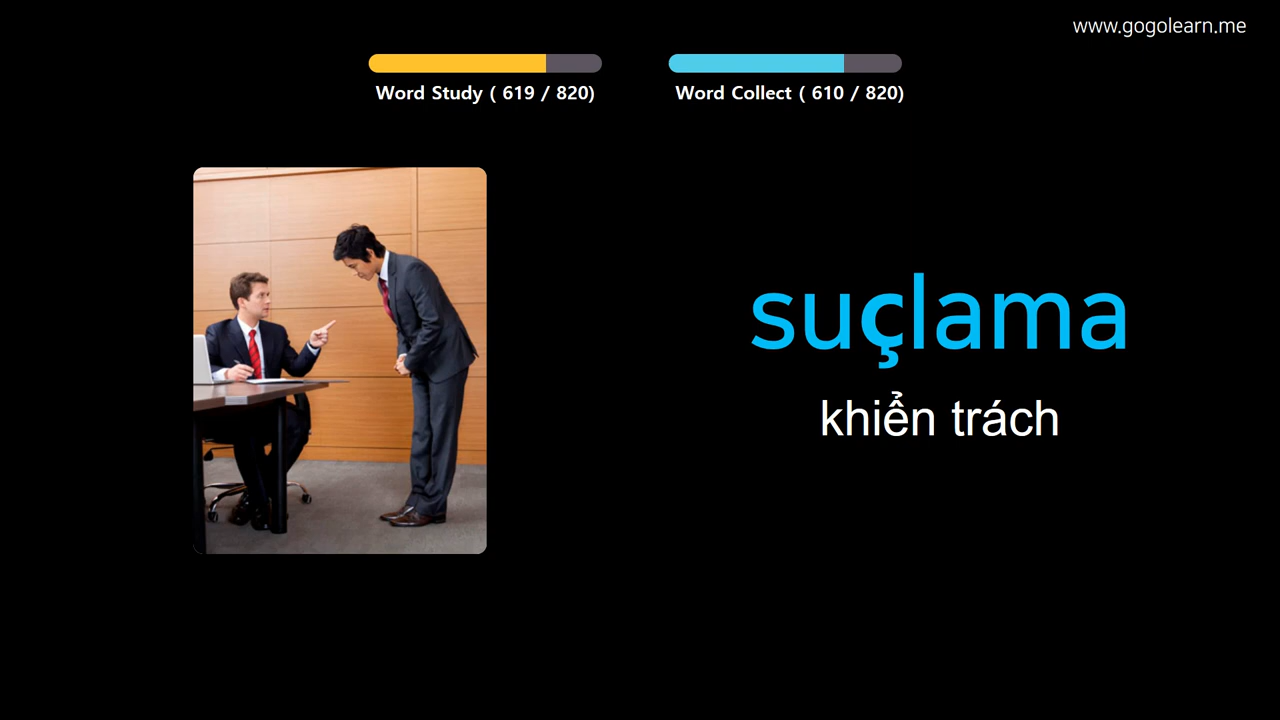 www.gogolearn.me
Word Study ( 619 / 820)
Word Collect ( 610 / 820)
suçlama
khiển trách